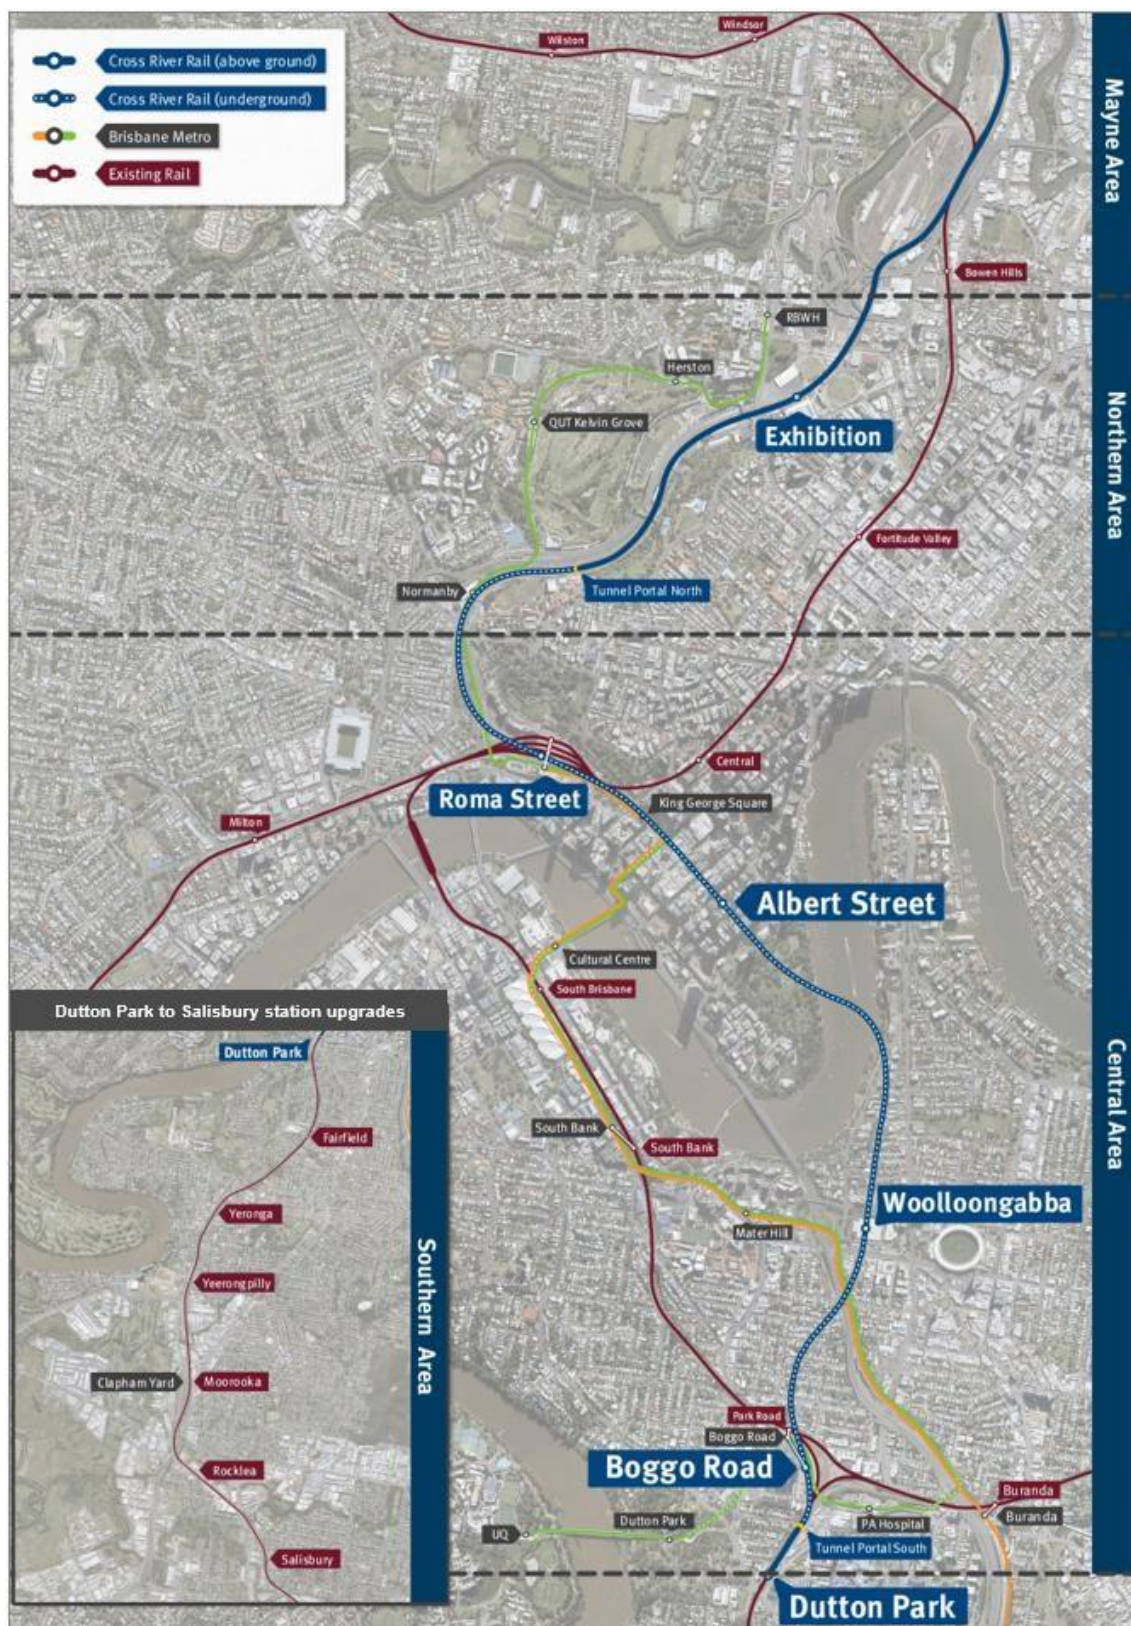 Cross River Rail (above ground)
Cross River Rail (underground)
Brisbane Metro
Existing Rail
Windsor
Wilston
Mayne Area
Bowen Hills
RBWH
Herston
QUT Kelvin Grove
Exhibition
Northern Area
Fortitude Valley
Normanby
Tunnel Portal North
Central
Roma Street
King George Square
Milton
Albert Street
Cultural Centre
South Brisbane
Central Area
South Bank
South Bank
Woolloongabba
Mater Hill
Park Road
Boggo Road
Boggo Road
Buranda
Buranda
PA Hospital
Dutton Park
UQ
Tunnel Portal South
Dutton Park
Dutton Park to Salisbury station upgrades
Dutton Park
Fairfield
Yeronga
Yeerongpilly
Southern Area
Clapham Yard
Moorooka
Rocklea
Salisbury